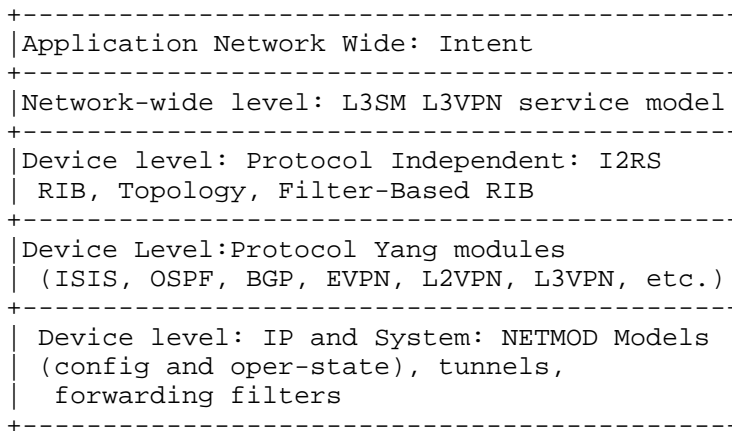 +--------------------------------------------
|Application Network Wide: Intent
+--------------------------------------------
|Network-wide level: L3SM L3VPN service model
+--------------------------------------------
|Device level: Protocol Independent: I2RS
| RIB, Topology, Filter-Based RIB
+--------------------------------------------
|Device Level:Protocol Yang modules
| (ISIS, OSPF, BGP, EVPN, L2VPN, L3VPN, etc.)
+--------------------------------------------
| Device level: IP and System: NETMOD Models
| (config and oper-state), tunnels,
|  forwarding filters
+--------------------------------------------